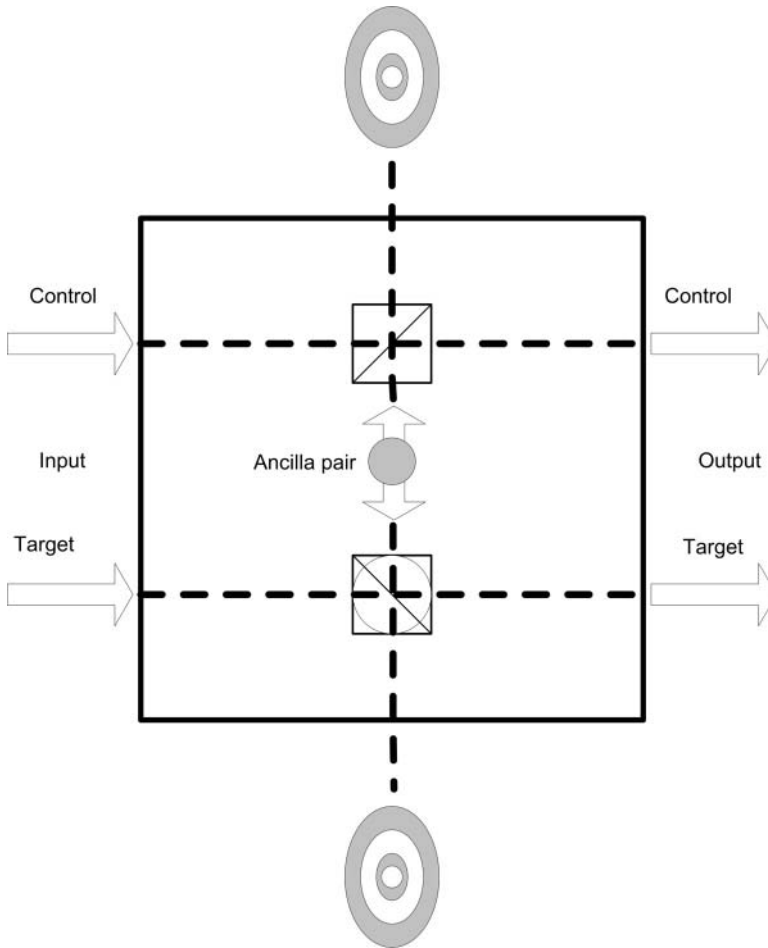 Control
Control
Input
Ancilla pair
Output
Target
Target